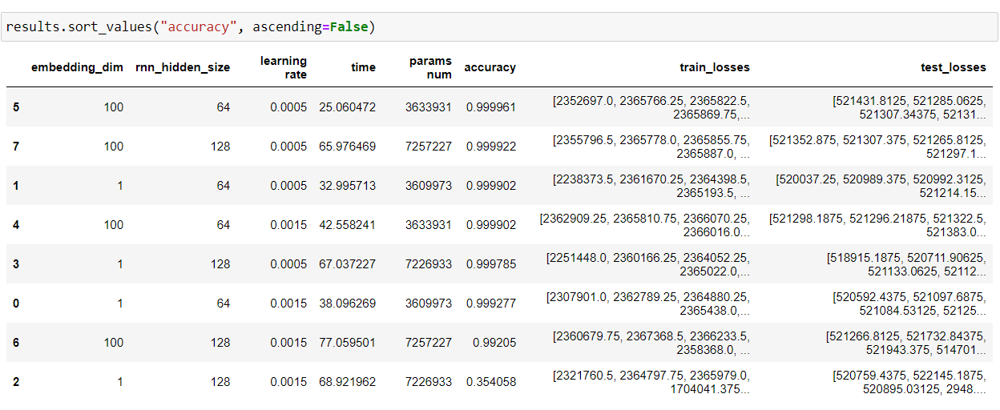 results.sort_values("accuracy", ascending=False)
embedding_dim rnn_hidden_size learning rate time params num accuracy train_losses test_losses
5 100 64 0.0005 25.060472 3633931 0.999961 [2352697.0, 2365766.25, 2365822.5, 2365869.75,... [521431.8125, 521285.0625, 521307.34375, 52131...
7 100 128 0.0005 65.976469 7257227 0.999922 [2355796.5, 2365778.0, 2365855.75, 2365887.0, ... [521352.875, 521307.375, 521265.8125, 521297.1...
1 1 64 0.0005 32.995713 3609973 0.999902 [2238373.5, 2361670.25, 2364398.5, 2365193.5, ... [520037.25, 520989.375, 520992.3125, 521214.15...
4 100 64 0.0015 42.558241 3633931 0.999902 [2362909.25, 2365810.75, 2366070.25, 2366016.0... [521298.1875, 521296.21875, 521322.5, 521383.0...
3 1 128 0.0005 67.037227 7226933 0.999785 [2251448.0, 2360166.25, 2364052.25, 2365022.0,... [518915.1875, 520711.90625, 521133.0625, 52112...
0 1 64 0.0015 38.096269 3609973 0.999277 [2307901.0, 2362789.25, 2364880.25, 2365438.0,... [520592.4375, 521097.6875, 521084.53125, 52125...
6 100 128 0.0015 77.059501 7257227 0.99205 [2360679.75, 2367368.5, 2366233.5, 2358368.0, ... [521266.8125, 521732.84375, 521943.375, 514701...
2 1 128 0.0015 68.921962 7226933 0.354058 [2321760.5, 2364797.75, 2365979.0, 1704041.375... [520759.4375, 522145.1875, 520895.03125, 2948....